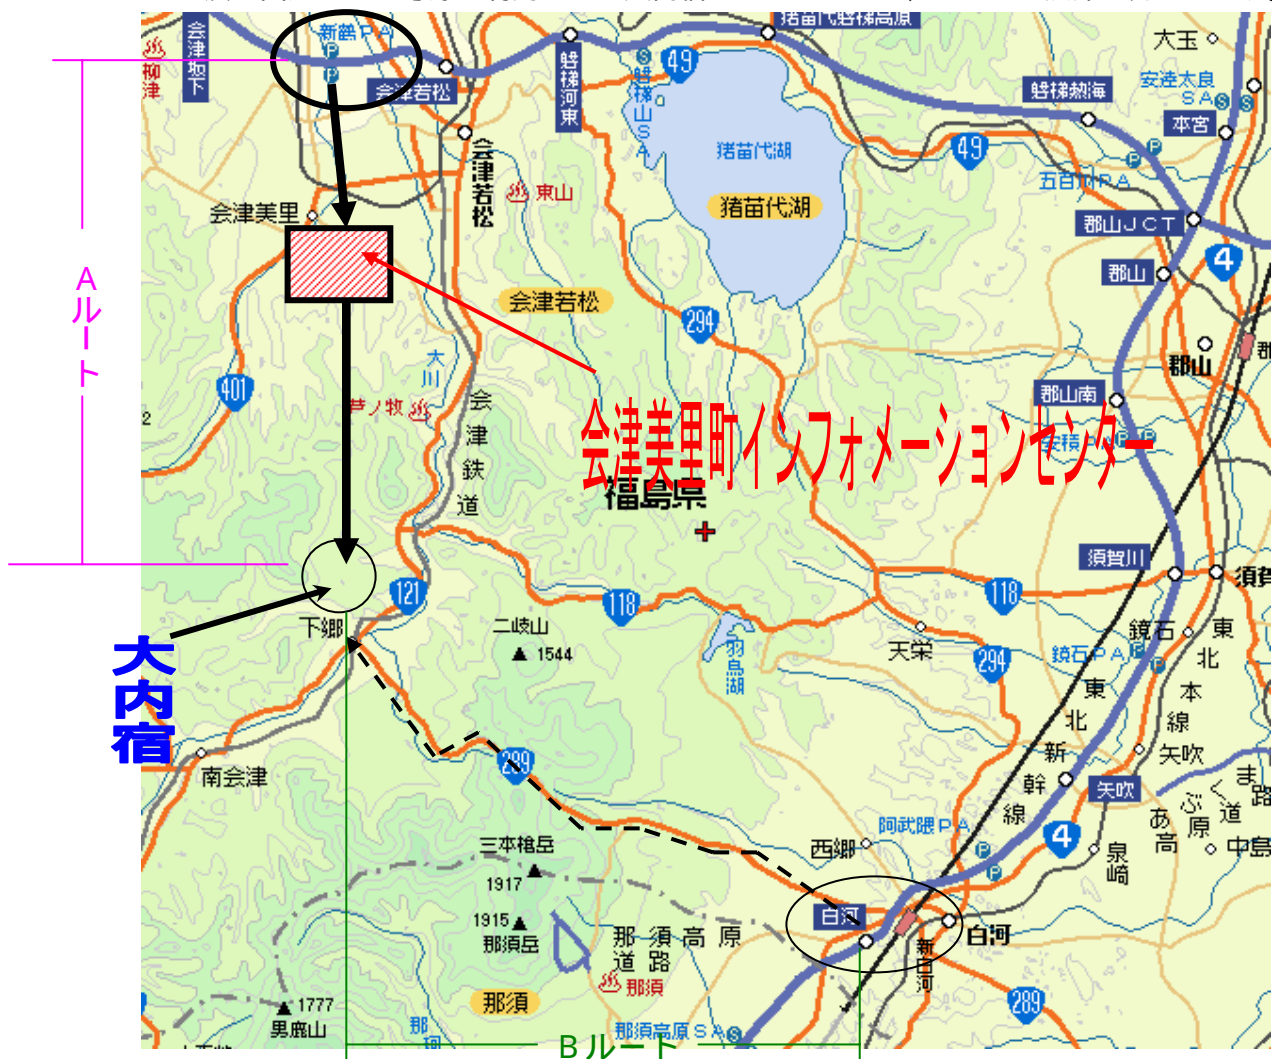 猪苗代磐梯高原
新鶴ＰＡ
会津坂下
柳津
会津若松
磐梯河東
49
磐梯山ＳＡ
大玉
安達太良
ＳＡ
磐梯熱海
本宮
会津若松
猪苗代湖
49
五百川ＰＡ
東山
猪苗代湖
会津美里
郡山ＪＣＴ
4
郡山
Ａルート
会津若松
294
大川
郡山
401
芦ノ牧
会津鉄道
郡山南
2
会津美里町インフォメーションセンター
安積ＰＡ
福島県
須賀川
須賀
121
118
118
下郷
二岐山
1544
羽鳥湖
天栄
鏡石
鏡石ＰＡ
294
東北本線
大内宿
東北新幹線
289
南会津
矢吹
矢吹
あぶくま
高原道路
中島
阿武隈ＰＡ
4
西郷
泉崎
三本槍岳
1917
白河
1915
那須岳
那須高原
道路
白河
新白河
那須
那須
1777
男鹿山
289
那珂
那須高原ＳＡ
Ｂルート